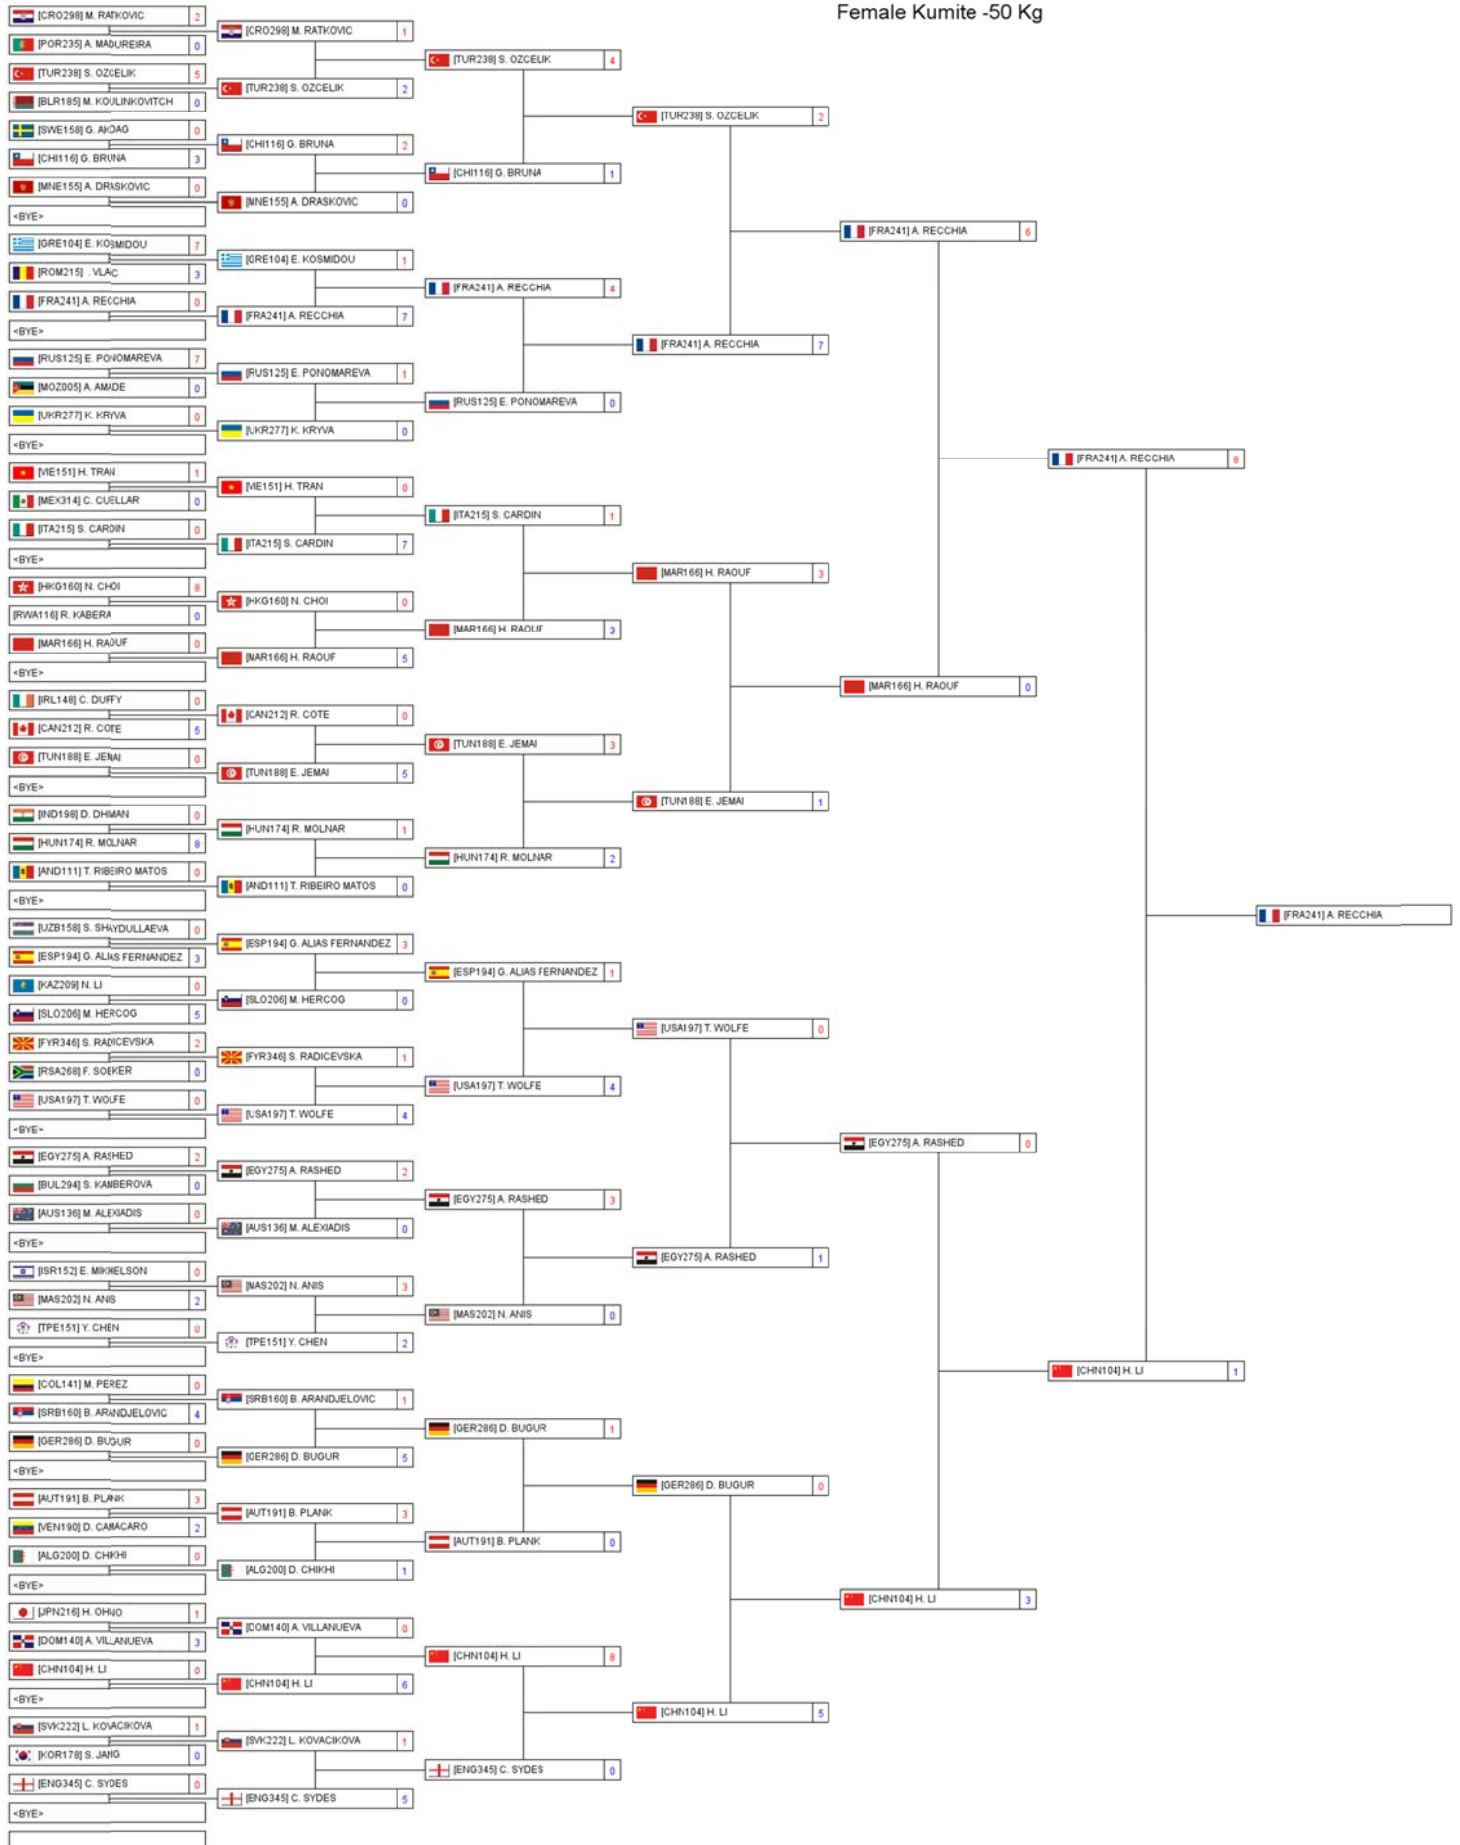 Female Kumite -50 Kg
[CRO298] M. RATKOVIC 2
[POR235] A. MADUREIRA 0
[TUR238] S. OZCELIK 5
[BLR185] M. KOULINKOVITCH 0
[SWE158] G. AKDAG 0
[CHI116] G. BRUNA 3
[MNE155] A. DRASKOVIC 0
<BYE>
[GRE104] E. KOSMIDOU 7
[ROM215] . VLAC 3
[FRA241] A. RECCHIA 0
<BYE>
[RUS125] E. PONOMAREVA 7
[MOZ005] A. AMADE 0
[UKR277] K. KRYVA 0
<BYE>
[VIE151] H. TRAN 1
[MEX314] C. CUELLAR 0
[ITA215] S. CARDIN 0
<BYE>
[HKG160] N. CHOI 8
[RWA116] R. KABERA 0
[MAR166] H. RAOUF 0
<BYE>
[IRL148] C. DUFFY 0
[CAN212] R. COTE 5
[TUN188] E. JEMAI 0
<BYE>
[IND198] D. DHIMAN 0
[HUN174] R. MOLNAR 8
[AND111] T. RIBEIRO MATOS 0
<BYE>
[UZB158] S. SHAYDULLAEVA 0
[ESP194] G. ALIAS FERNANDEZ 3
[KAZ209] N. LI 0
[SLO206] M. HERCOG 5
[FYR346] S. RADICEVSKA 2
[RSA268] F. SOEKER 0
[USA197] T. WOLFE 0
<BYE>
[EGY275] A. RASHED 2
[BUL294] S. KAMBEROVA 0
[AUS136] M. ALEXIADIS 0
<BYE>
[ISR152] E. MIKHELSON 0
[MAS202] N. ANIS 2
[TPE151] Y. CHEN 0
<BYE>
[COL141] M. PEREZ 0
[SRB160] B. ARANDJELOVIC 4
[GER286] D. BUGUR 0
<BYE>
[AUT191] B. PLANK 3
[VEN190] D. CAMACARO 2
[ALG200] D. CHIKHI 0
<BYE>
[JPN216] H. OHNO 1
[DOM140] A. VILLANUEVA 3
[CHN104] H. LI 0
<BYE>
[SVK222] L. KOVACIKOVA 1
[KOR178] S. JANG 0
[ENG345] C. SYDES 0
<BYE>
[CRO298] M. RATKOVIC 1
[TUR238] S. OZCELIK 2
[CHI116] G. BRUNA 2
[MNE155] A. DRASKOVIC 0
[GRE104] E. KOSMIDOU 1
[FRA241] A. RECCHIA 7
[RUS125] E. PONOMAREVA 1
[UKR277] K. KRYVA 0
[VIE151] H. TRAN 0
[ITA215] S. CARDIN 7
[HKG160] N. CHOI 0
[MAR166] H. RAOUF 5
[CAN212] R. COTE 0
[TUN188] E. JEMAI 5
[HUN174] R. MOLNAR 1
[AND111] T. RIBEIRO MATOS 0
[ESP194] G. ALIAS FERNANDEZ 3
[SLO206] M. HERCOG 0
[FYR346] S. RADICEVSKA 1
[USA197] T. WOLFE 4
[EGY275] A. RASHED 2
[AUS136] M. ALEXIADIS 0
[MAS202] N. ANIS 3
[TPE151] Y. CHEN 2
[SRB160] B. ARANDJELOVIC 1
[GER286] D. BUGUR 5
[AUT191] B. PLANK 3
[ALG200] D. CHIKHI 1
[DOM140] A. VILLANUEVA 0
[CHN104] H. LI 6
[SVK222] L. KOVACIKOVA 1
[ENG345] C. SYDES 5
[TUR238] S. OZCELIK 4
[CHI116] G. BRUNA 1
[FRA241] A. RECCHIA 4
[RUS125] E. PONOMAREVA 0
[ITA215] S. CARDIN 1
[MAR166] H. RAOUF 3
[TUN188] E. JEMAI 3
[HUN174] R. MOLNAR 2
[ESP194] G. ALIAS FERNANDEZ 1
[USA197] T. WOLFE 4
[EGY275] A. RASHED 3
[MAS202] N. ANIS 0
[GER286] D. BUGUR 1
[AUT191] B. PLANK 0
[CHN104] H. LI 8
[ENG345] C. SYDES 0
[TUR238] S. OZCELIK 2
[FRA241] A. RECCHIA 7
[MAR166] H. RAOUF 3
[TUN188] E. JEMAI 1
[USA197] T. WOLFE 0
[EGY275] A. RASHED 1
[GER286] D. BUGUR 0
[CHN104] H. LI 5
[FRA241] A. RECCHIA 6
[MAR166] H. RAOUF 0
[EGY275] A. RASHED 0
[CHN104] H. LI 3
[FRA241] A. RECCHIA 8
[CHN104] H. LI 1
[FRA241] A. RECCHIA